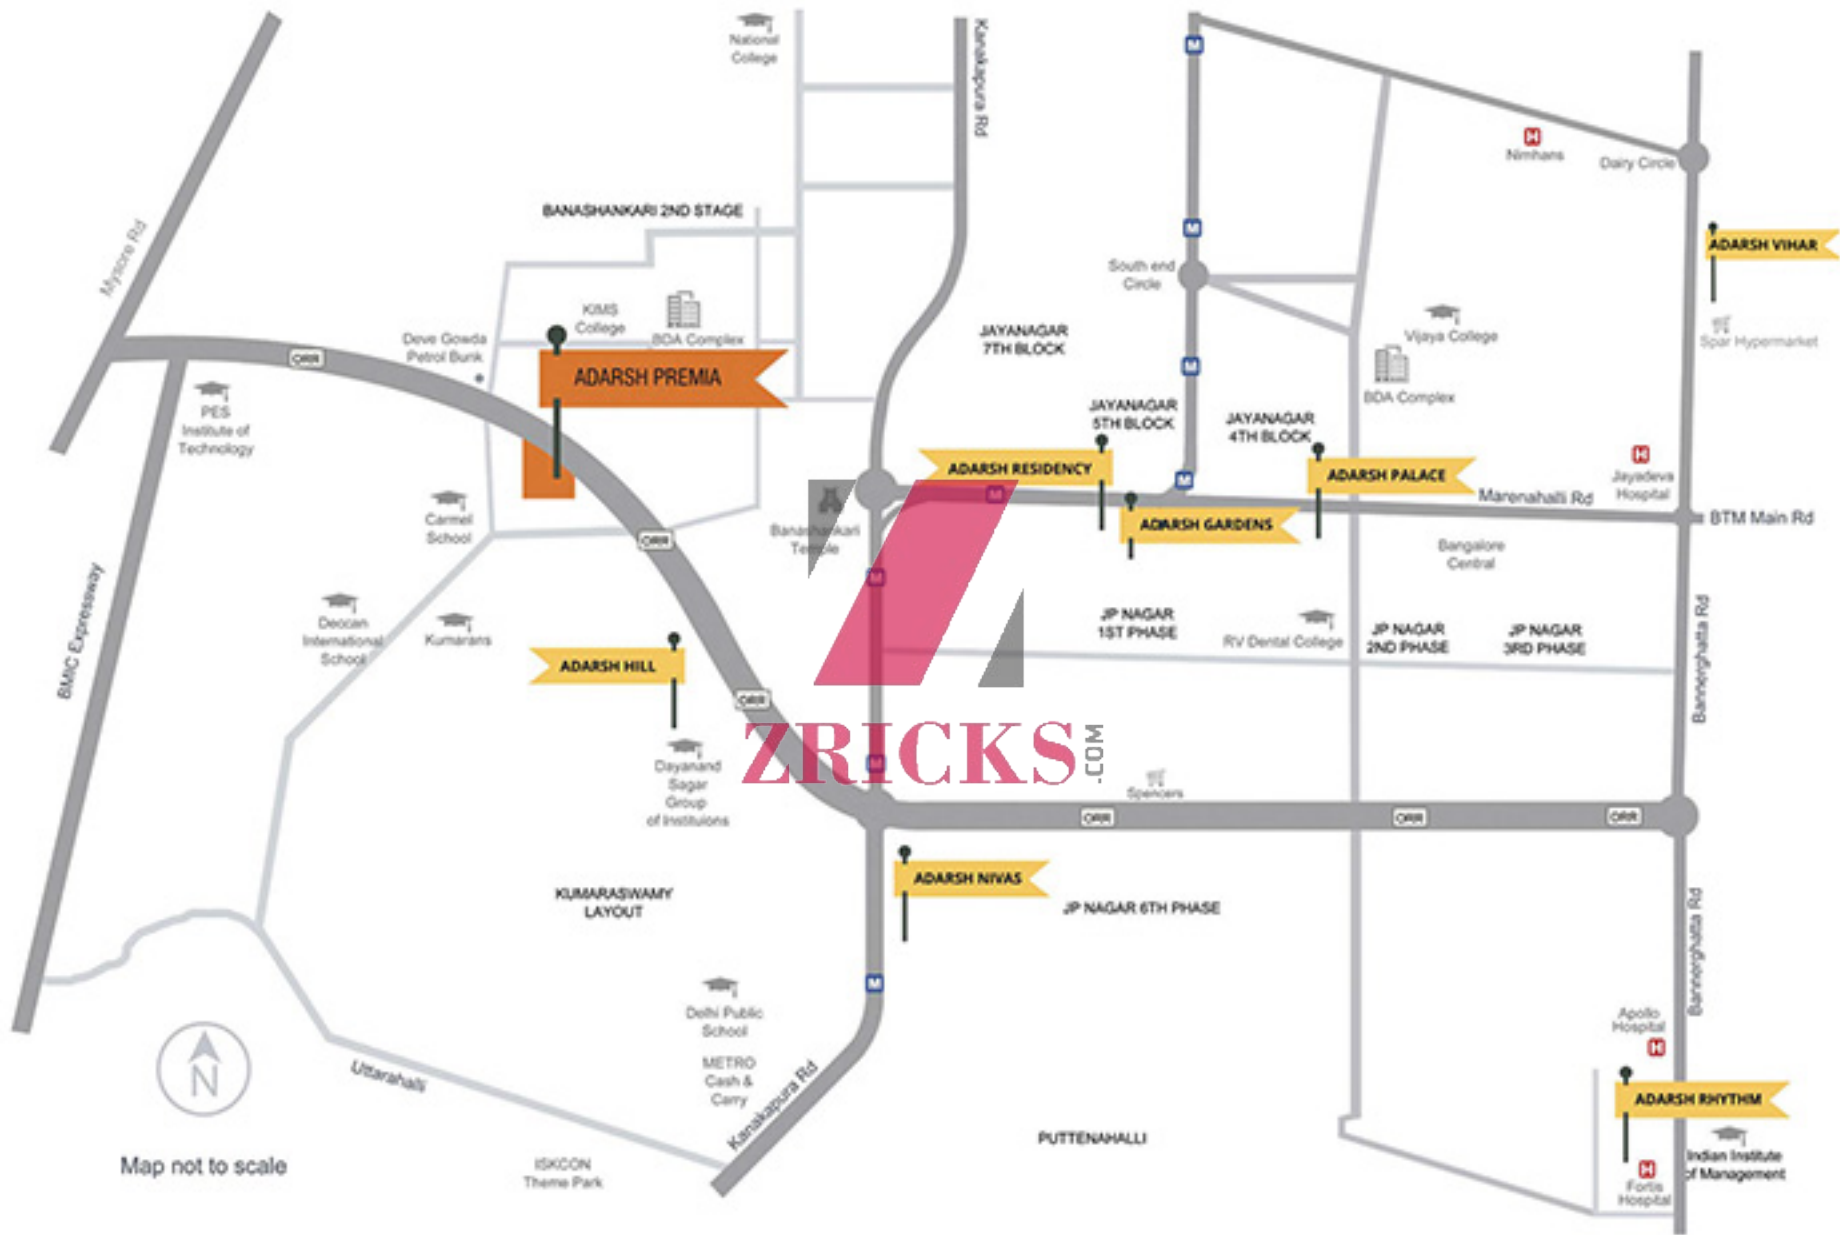 National
College
Kanakapura Rd
M
Nimhans
H
Dairy Circle
BANASHANKARI 2ND STAGE
M
ADARSH VIHAR
Mysore Rd
South end
Circle
KIMS
College
BDA Complex
Deve Gowda
Petrol Bunk
ORR
JAYANAGAR
7TH BLOCK
Vijaya College
Spar Hypermarket
M
ADARSH PREMIA
BDA Complex
PES
Institute of
Technology
JAYANAGAR
5TH BLOCK
JAYANAGAR
4TH BLOCK
H
Jayadeva
Hospital
ADARSH RESIDENCY
ADARSH PALACE
M
M
Marenahalli Rd
BTM Main Rd
Carmel
School
ORR
Banashankari
Temple
ADARSH GARDENS
Bangalore
Central
M
BMIC Expressway
Deccan
International
School
Kumarans
JP NAGAR
1ST PHASE
RV Dental College
JP NAGAR
2ND PHASE
JP NAGAR
3RD PHASE
Bannerghatta Rd
ADARSH HILL
ORR
ZRICKS
.COM
Dayanand
Sagar
Group
of Instituions
M
Spencers
ORR
ORR
ORR
KUMARASWAMY
LAYOUT
ADARSH NIVAS
JP NAGAR 6TH PHASE
Bannerghatta Rd
M
Delhi Public
School
METRO
Cash &
Carry
Apollo
Hospital
H
N
Uttarahalli
Kanakapura Rd
ADARSH RHYTHM
PUTTENAHALLI
Indian Institute
of Management
Map not to scale
ISKCON
Theme Park
H
Fortis
Hospital